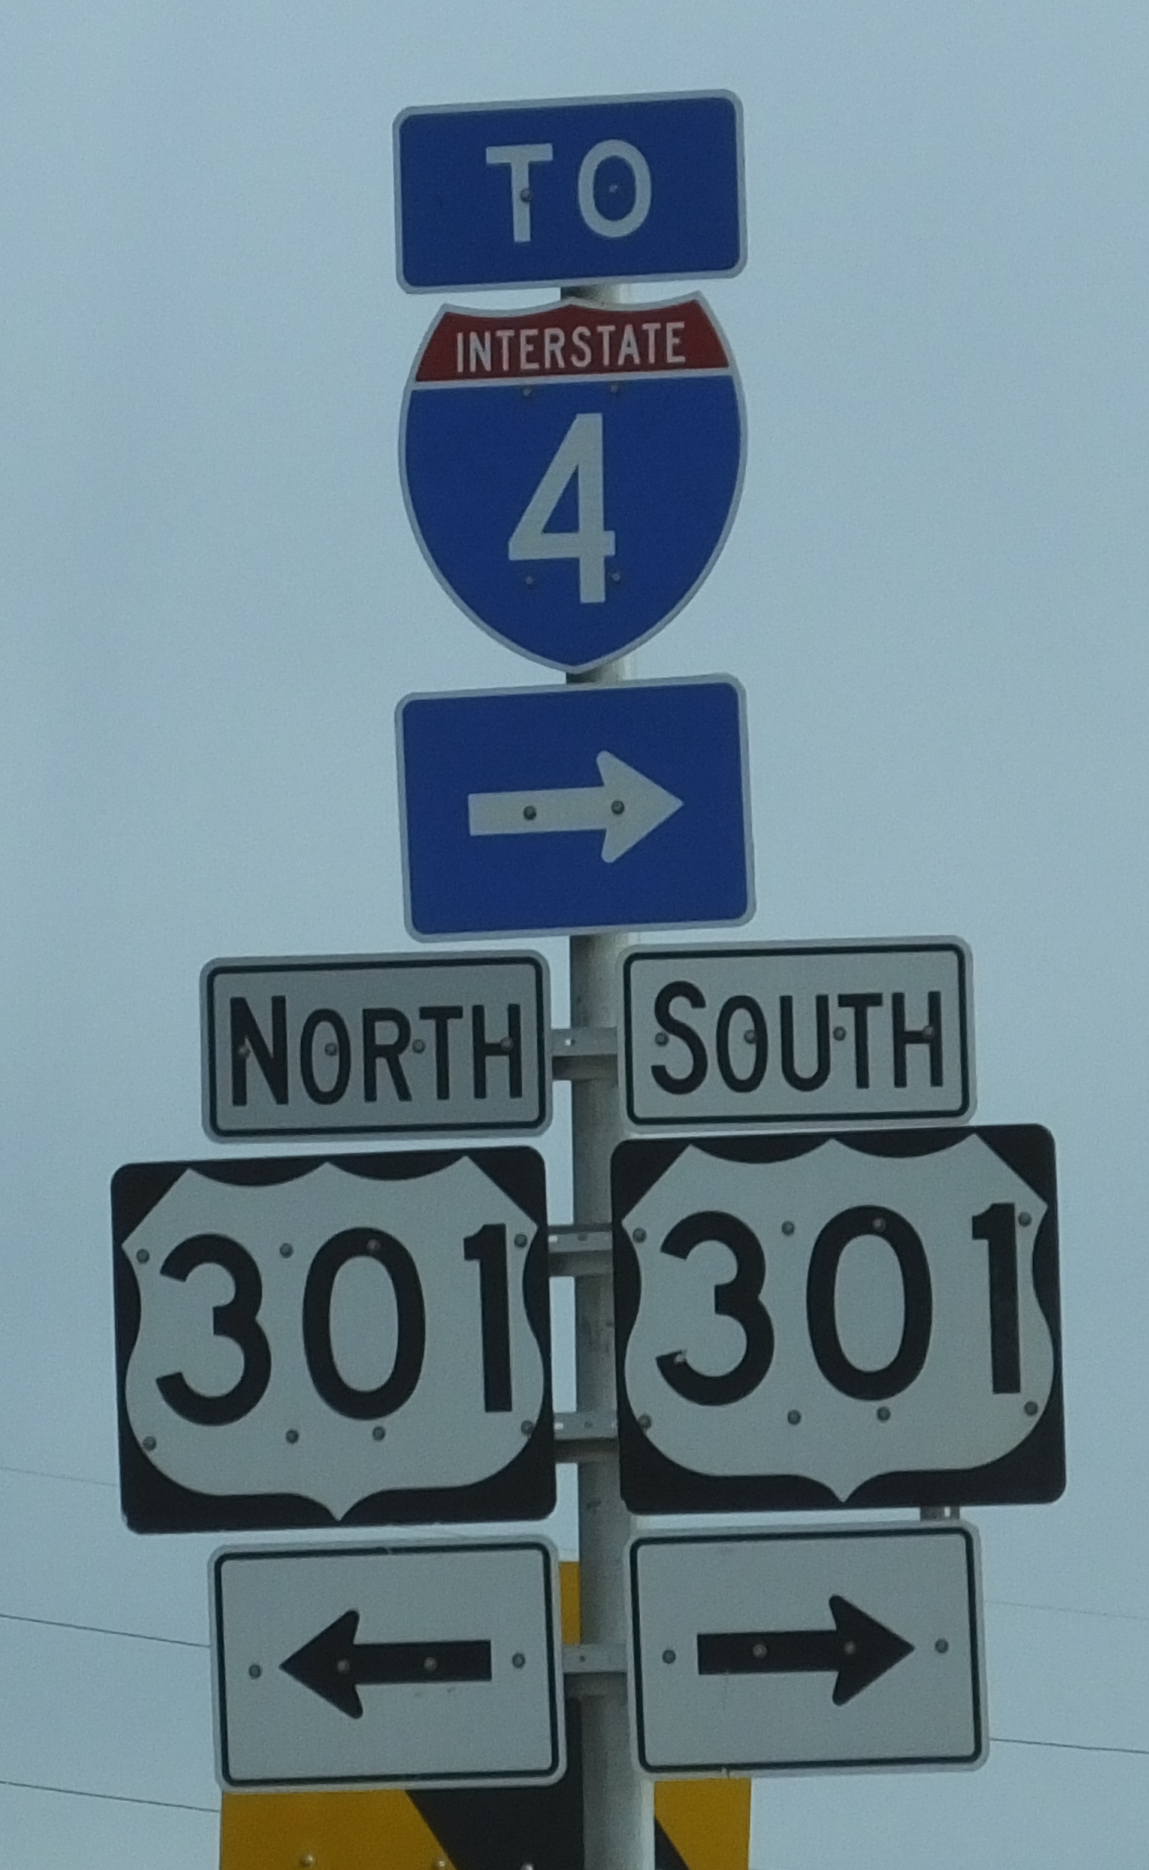 TO
INTERSTATE
4
NORTH SOUTH
301 301